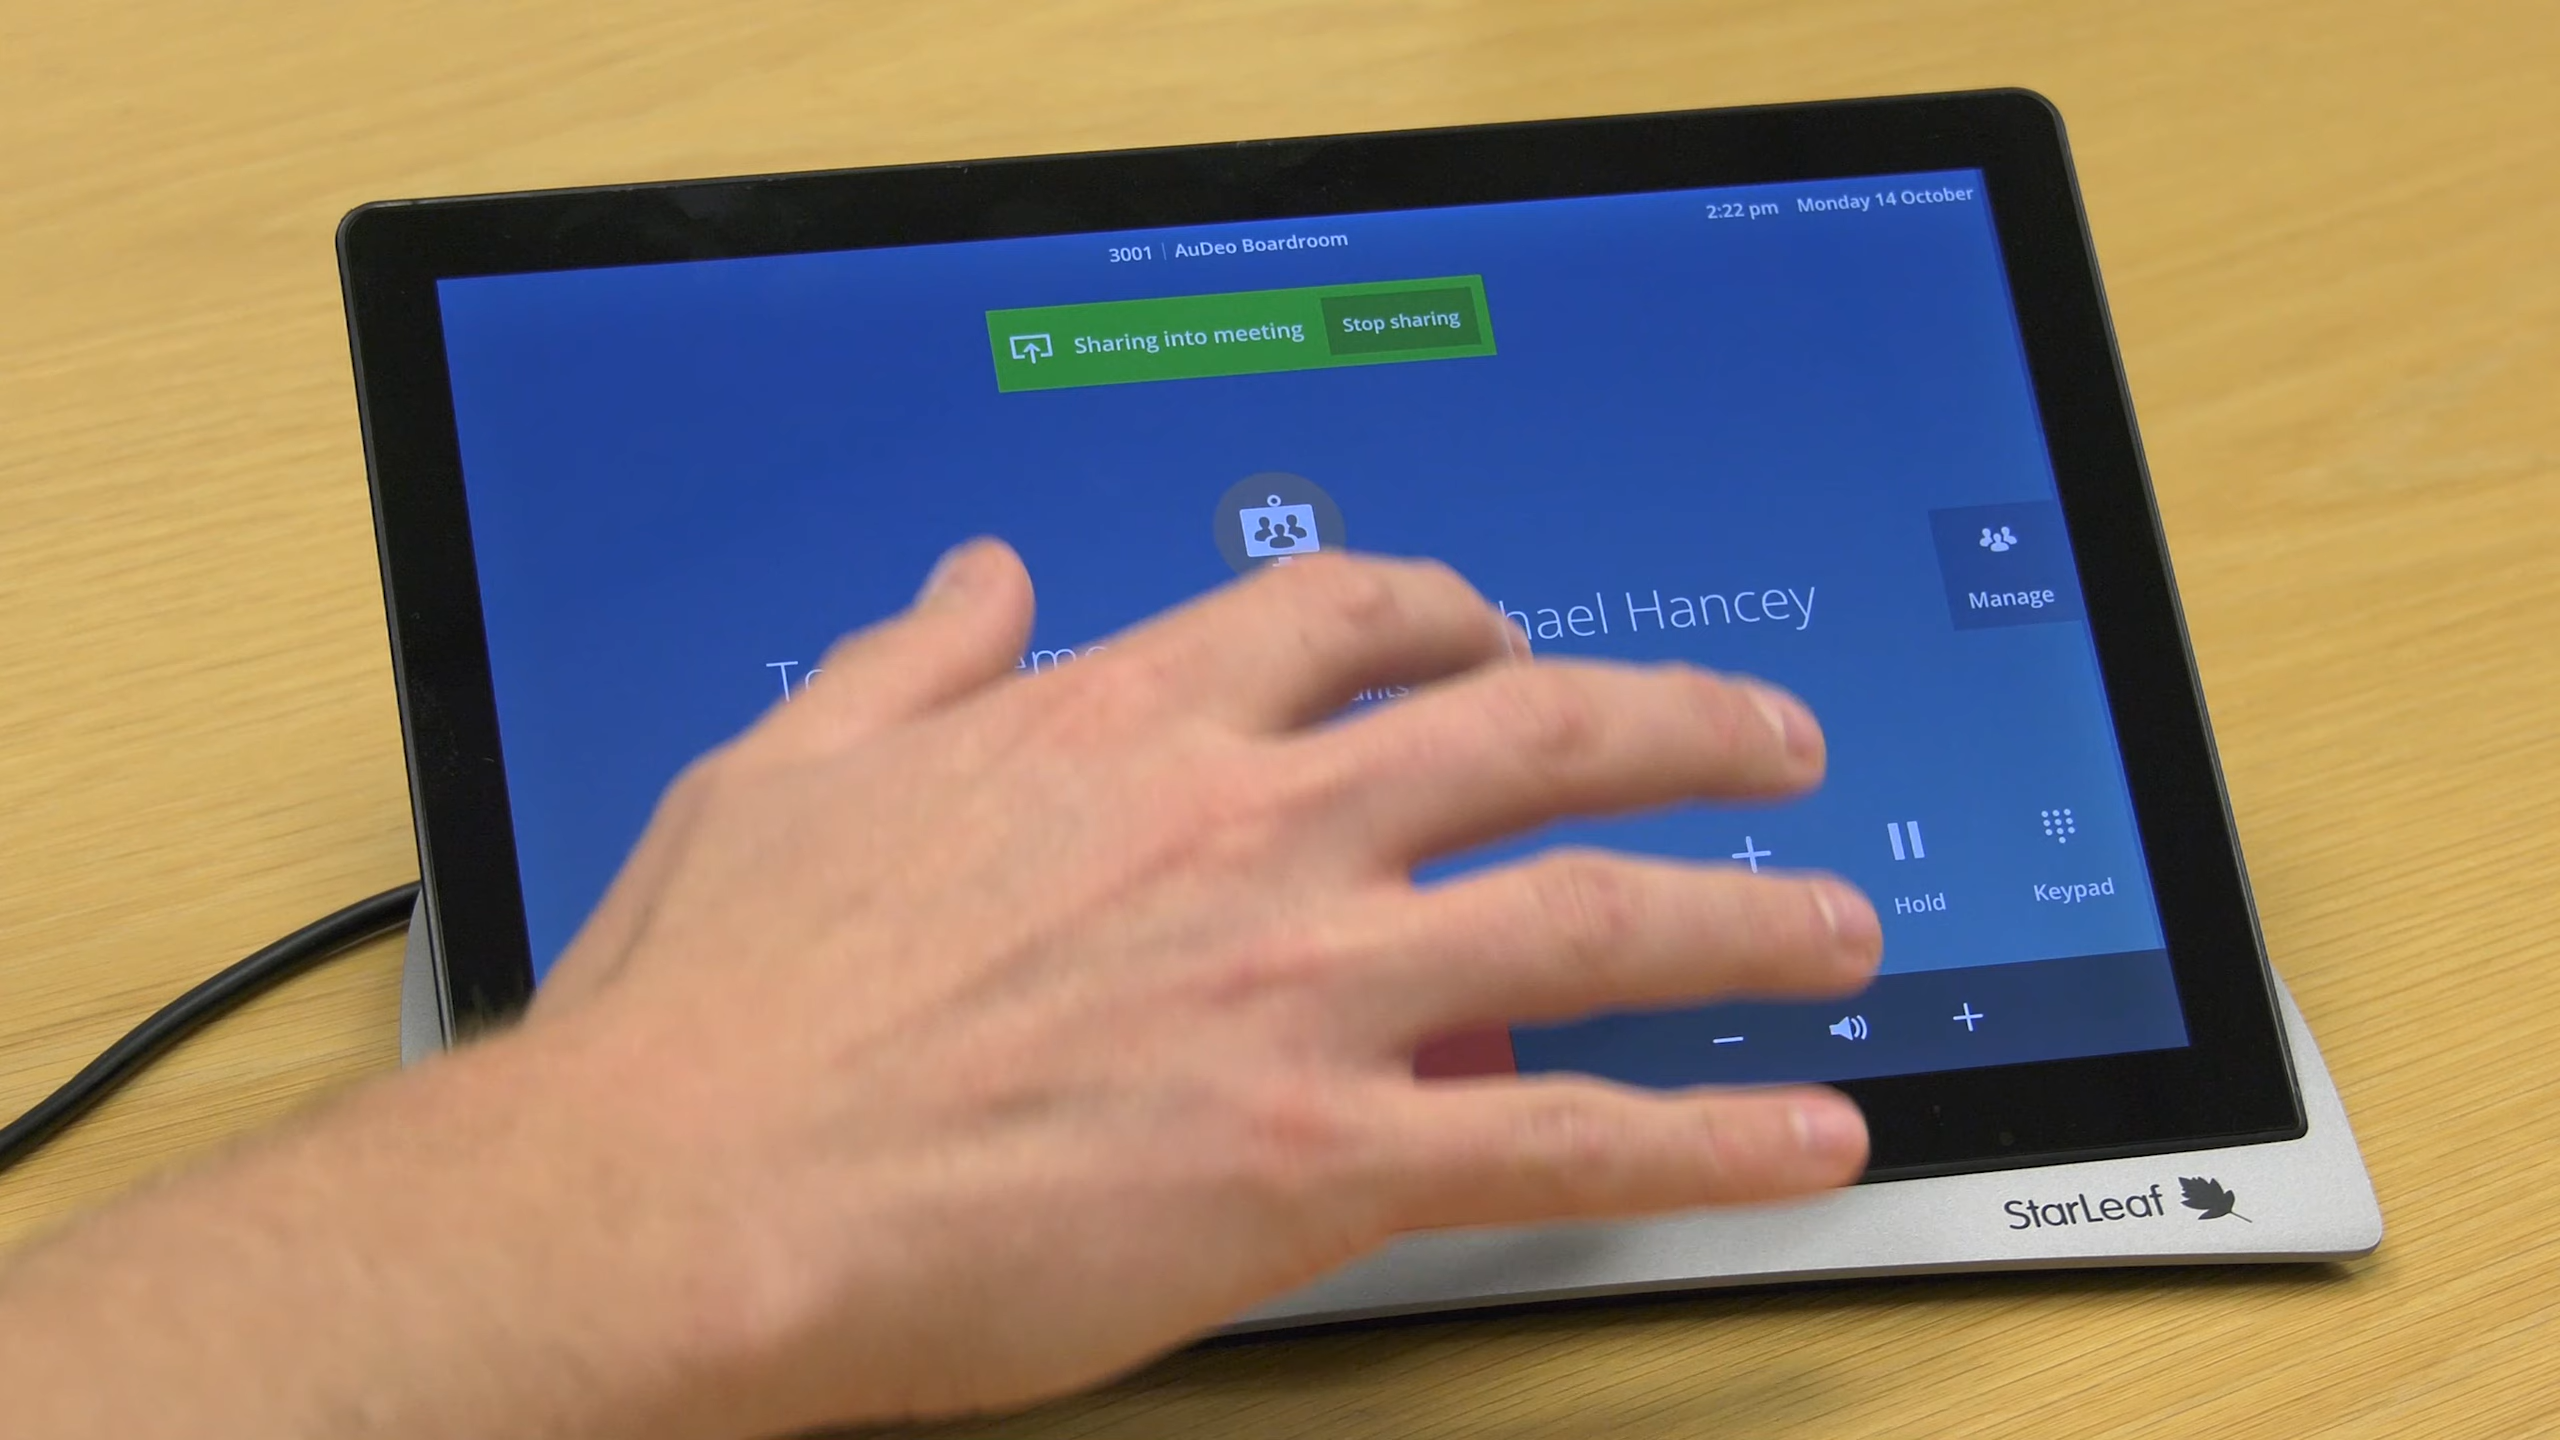 2:22 pm Monday 14 October
3001 | AuDeo Boardroom
Sharing into meeting
Stop sharing
Hancey
Manage
Hold
Keypad
StarLeaf